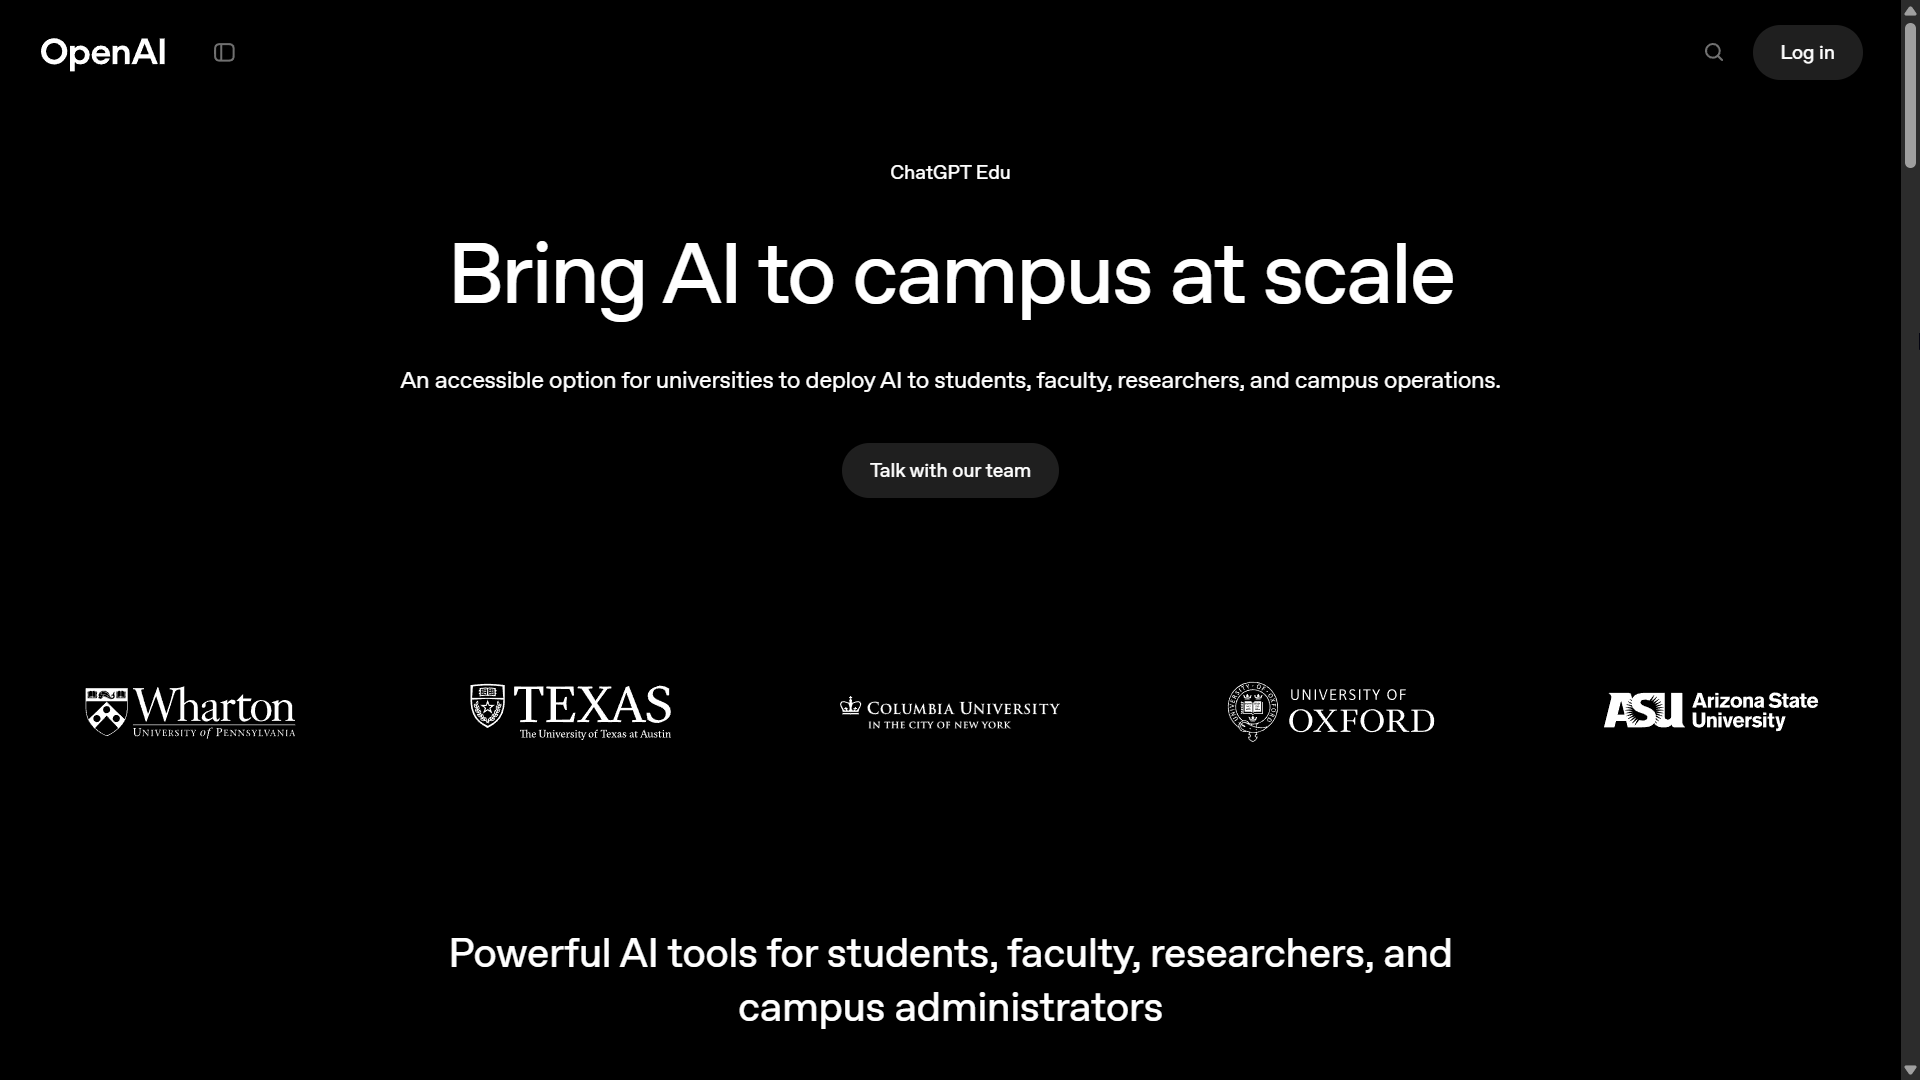 OpenAI
Log in
ChatGPT Edu
Bring AI to campus at scale
An accessible option for universities to deploy AI to students, faculty, researchers, and campus operations.
Talk with our team
Wharton
UNIVERSITY of PENNSYLVANIA
TEXAS
The University of Texas at Austin
COLUMBIA UNIVERSITY
IN THE CITY OF NEW YORK
UNIVERSITY OF
OXFORD
ASU
Arizona State
University
Powerful AI tools for students, faculty, researchers, and
campus administrators